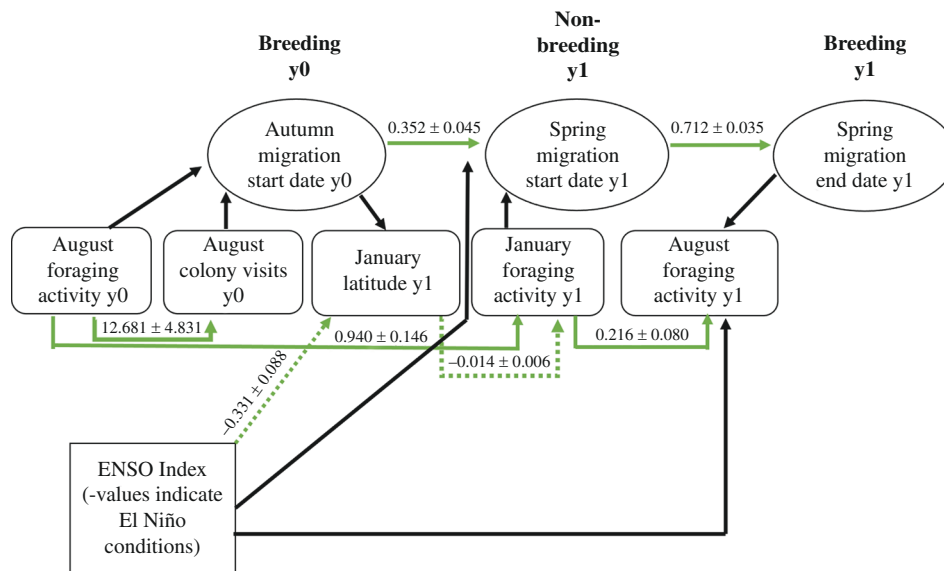 Breeding
y0
Non-
breeding
y1
Breeding
y1
Autumn
migration
start date y0
0.352 ± 0.045
Spring
migration
start date y1
0.712 ± 0.035
Spring
migration
end date y1
August
foraging
activity y0
August
colony visits
y0
January
latitude y1
January
foraging
activity y1
August
foraging
activity y1
12.681 ± 4.831
0.940 ± 0.146
–0.014 ± 0.006
0.216 ± 0.080
–0.331 ± 0.088
ENSO Index
(-values indicate
El Niño
conditions)